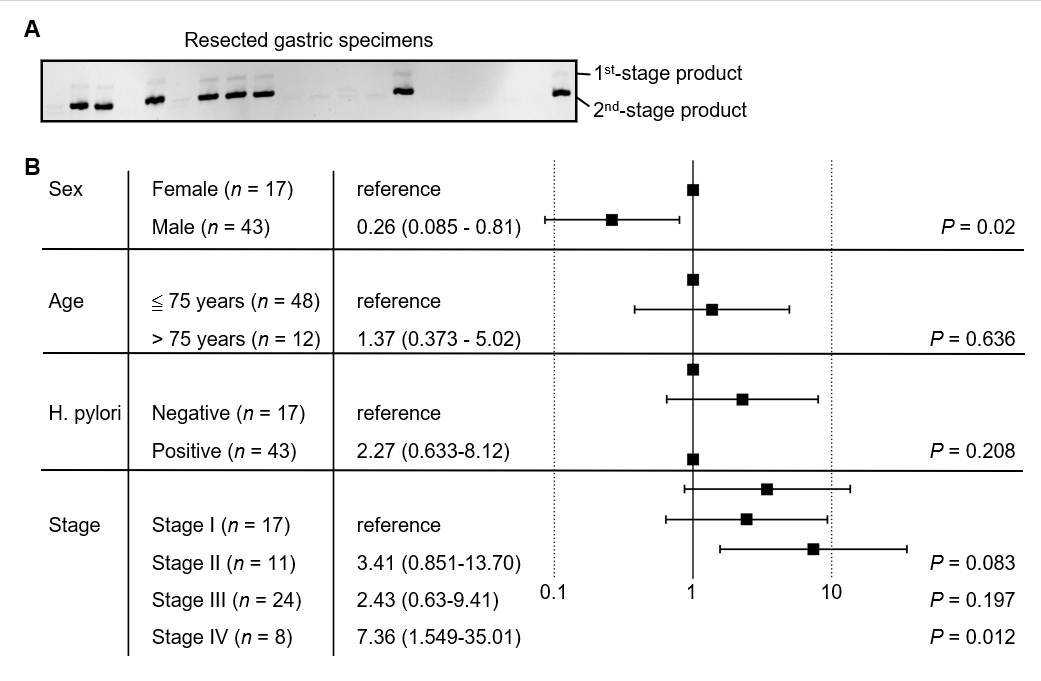 A
Resected gastric specimens
1st-stage product
2nd-stage product
B
Sex Female (n = 17) reference
Male (n = 43) 0.26 (0.085 - 0.81) P = 0.02
Age ≦ 75 years (n = 48) reference
> 75 years (n = 12) 1.37 (0.373 - 5.02) P = 0.636
H. pylori Negative (n = 17) reference
Positive (n = 43) 2.27 (0.633-8.12) P = 0.208
Stage Stage I (n = 17) reference
Stage II (n = 11) 3.41 (0.851-13.70) P = 0.083
0.1 1 10
Stage III (n = 24) 2.43 (0.63-9.41) P = 0.197
Stage IV (n = 8) 7.36 (1.549-35.01) P = 0.012